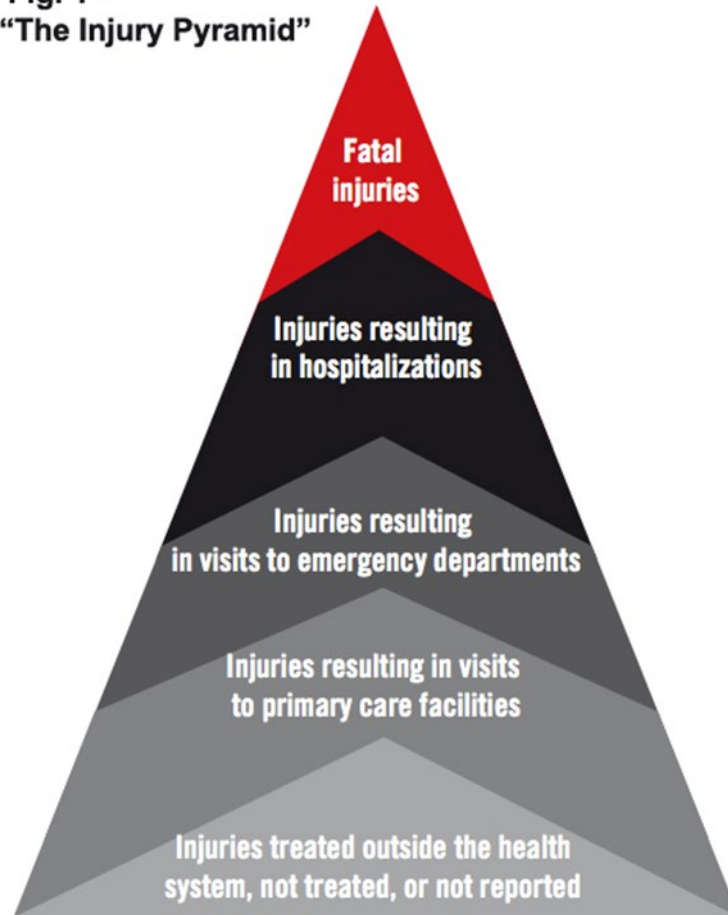 “The Injury Pyramid”
Fatal
injuries
Injuries resulting
in hospitalizations
Injuries resulting
in visits to emergency departments
Injuries resulting in visits
to primary care facilities
Injuries treated outside the health
system, not treated, or not reported